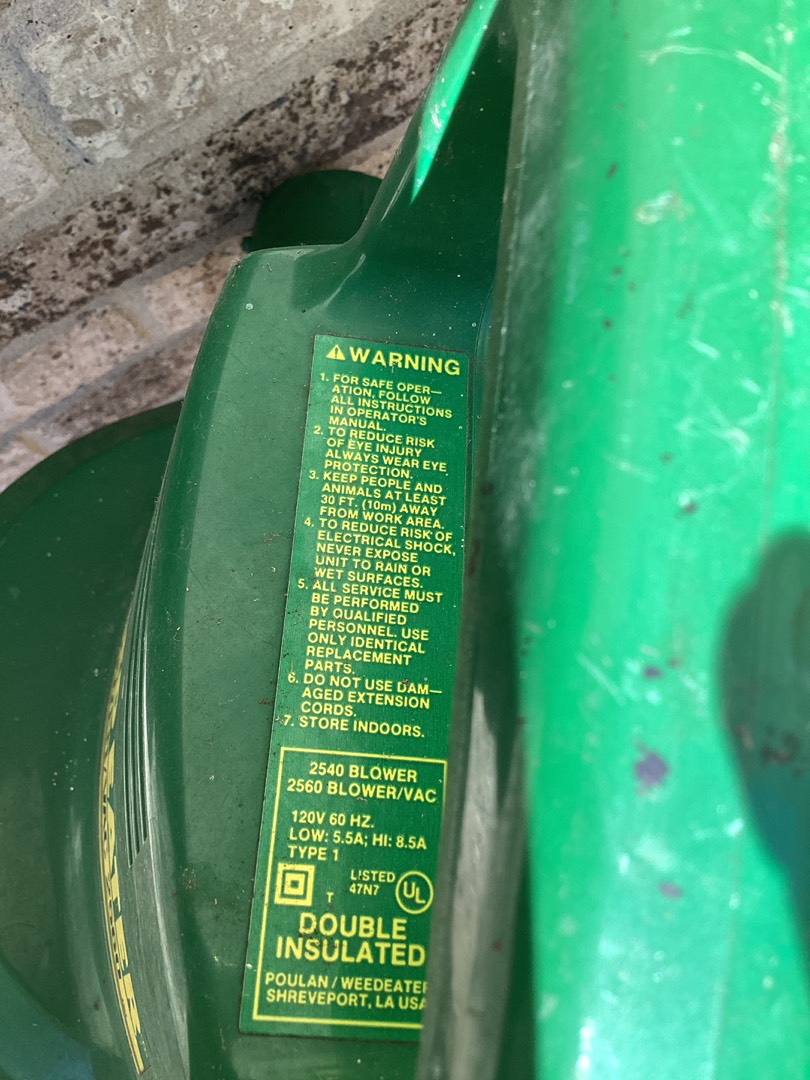 ⚠ WARNING
1. FOR SAFE OPER—
ATION, FOLLOW
ALL INSTRUCTIONS
IN OPERATOR'S
MANUAL.
2. TO REDUCE RISK
OF EYE INJURY
ALWAYS WEAR EYE
PROTECTION.
3. KEEP PEOPLE AND
ANIMALS AT LEAST
30 FT. (10m) AWAY
FROM WORK AREA.
4. TO REDUCE RISK OF
ELECTRICAL SHOCK,
NEVER EXPOSE
UNIT TO RAIN OR
WET SURFACES.
5. ALL SERVICE MUST
BE PERFORMED
BY QUALIFIED
PERSONNEL. USE
ONLY IDENTICAL
REPLACEMENT
PARTS.
6. DO NOT USE DAM—
AGED EXTENSION
CORDS.
7. STORE INDOORS.
2540 BLOWER
2560 BLOWER/VAC
120V 60 HZ.
LOW: 5.5A; HI: 8.5A
TYPE 1
T
LISTED
47N7
UL
DOUBLE
INSULATED
POULAN / WEEDEATER
SHREVEPORT, LA USA